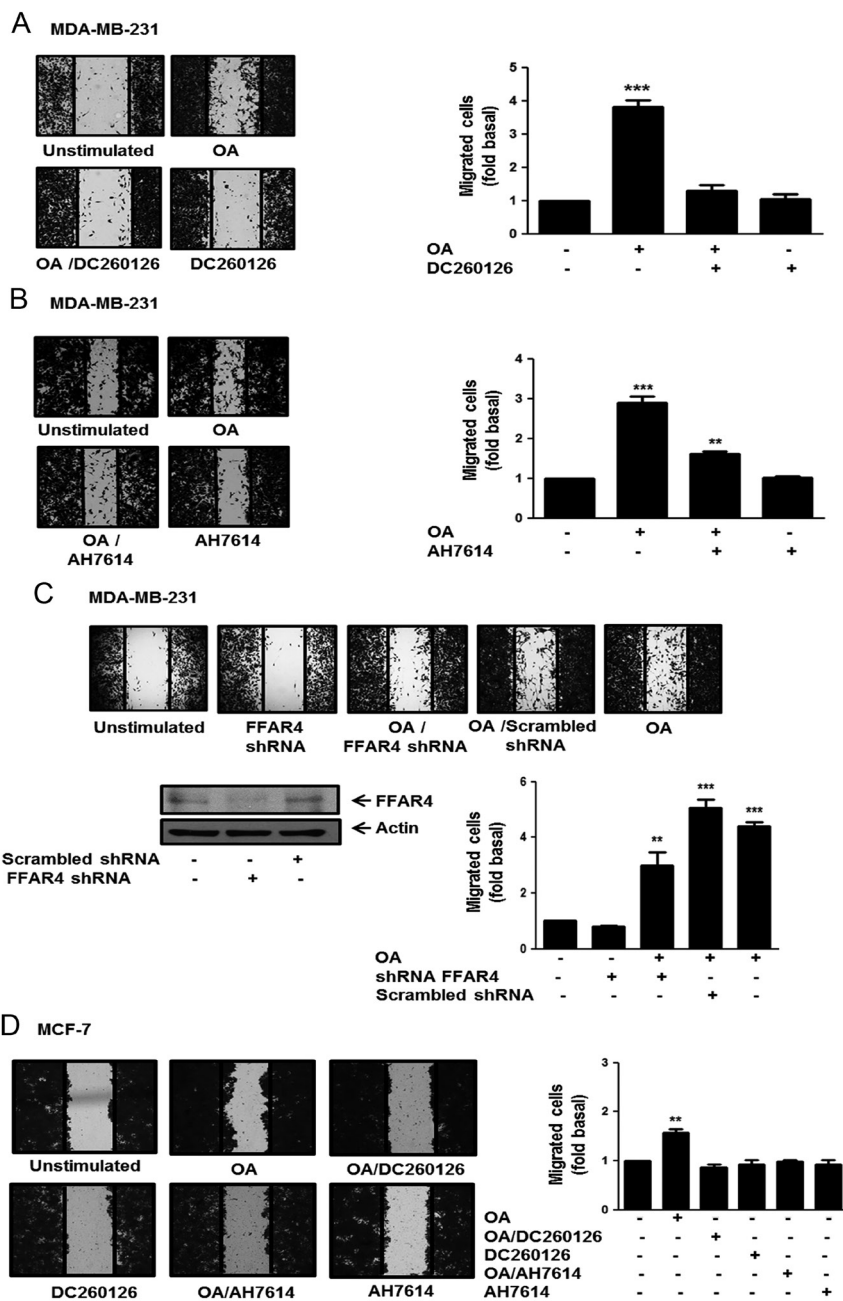 A
MDA-MB-231
Unstimulated
OA
OA /DC260126
DC260126
Migrated cells
(fold basal)
5
4
3
2
1
0
***
OA - + + -
DC260126 - - + +
B
MDA-MB-231
Unstimulated
OA
OA /
AH7614
AH7614
Migrated cells
(fold basal)
4
3
2
1
0
***
**
OA - + + -
AH7614 - - + +
C
MDA-MB-231
Unstimulated
FFAR4
shRNA
OA /
FFAR4 shRNA
OA /Scrambled
shRNA
OA
FFAR4
Actin
Scrambled shRNA - - +
FFAR4 shRNA - + -
Migrated cells
(fold basal)
6
4
2
0
**
***
***
OA - - + + +
shRNA FFAR4 - + + - -
Scrambled shRNA - - - + -
D
MCF-7
Unstimulated
OA
OA/DC260126
DC260126
OA/AH7614
AH7614
Migrated cells
(fold basal)
3
2
1
0
**
OA - + - - - -
OA/DC260126 - - + - - -
DC260126 - - - + - -
OA/AH7614 - - - - + -
AH7614 - - - - - +